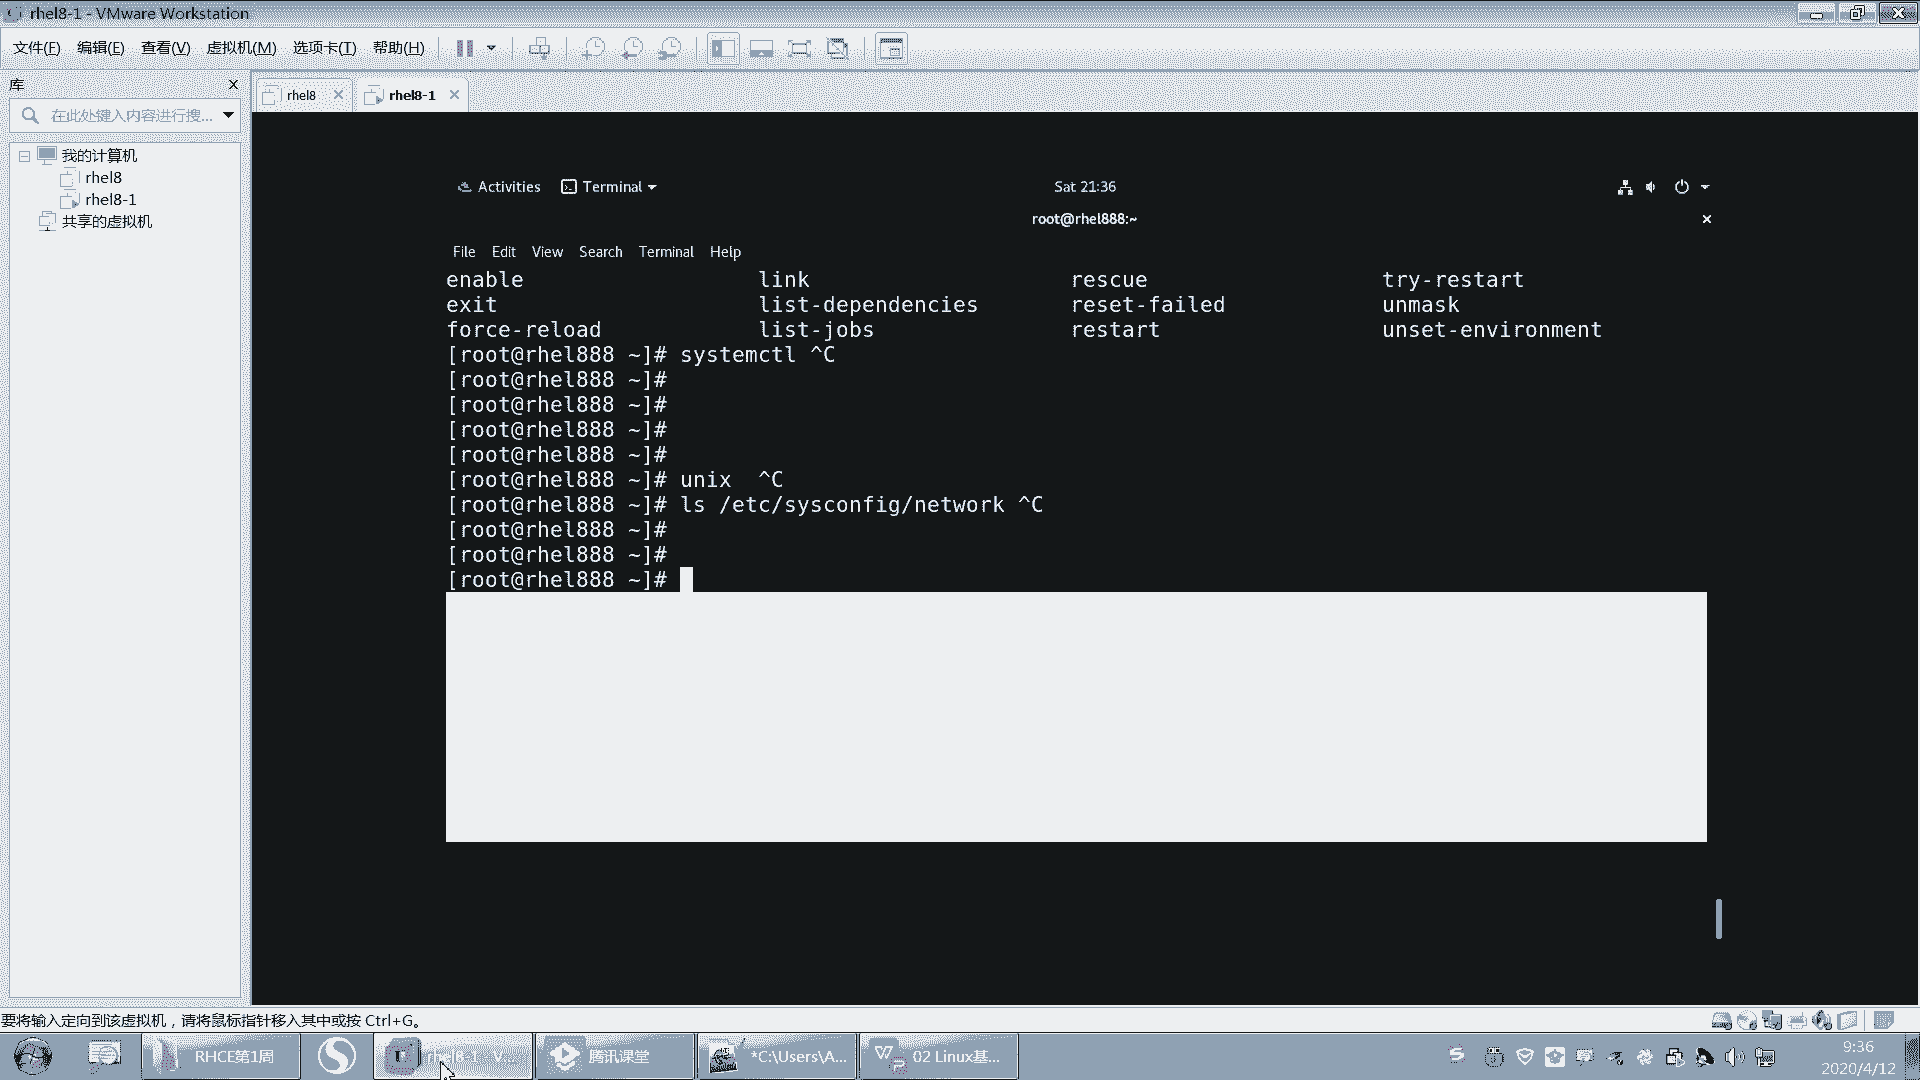 rhel8-1 - VMware Workstation
文件(F) 编辑(E) 查看(V) 虚拟机(M) 选项卡(T) 帮助(H)
库
在此处键入内容进行搜...
我的计算机
rhel8
rhel8-1
共享的虚拟机
rhel8 rhel8-1
Activities Terminal Sat 21:36
root@rhel888:~
File Edit View Search Terminal Help
enable link rescue try-restart
exit list-dependencies reset-failed unmask
force-reload list-jobs restart unset-environment
[root@rhel888 ~]# systemctl ^C
[root@rhel888 ~]#
[root@rhel888 ~]#
[root@rhel888 ~]#
[root@rhel888 ~]#
[root@rhel888 ~]# unix  ^C
[root@rhel888 ~]# ls /etc/sysconfig/network ^C
[root@rhel888 ~]#
[root@rhel888 ~]#
[root@rhel888 ~]#
要将输入定向到该虚拟机，请将鼠标指针移入其中或按 Ctrl+G。
RHCE第1周 rhel8-1 - V... 腾讯课堂 *C:\Users\A... 02 Linux基...
9:36
2020/4/12